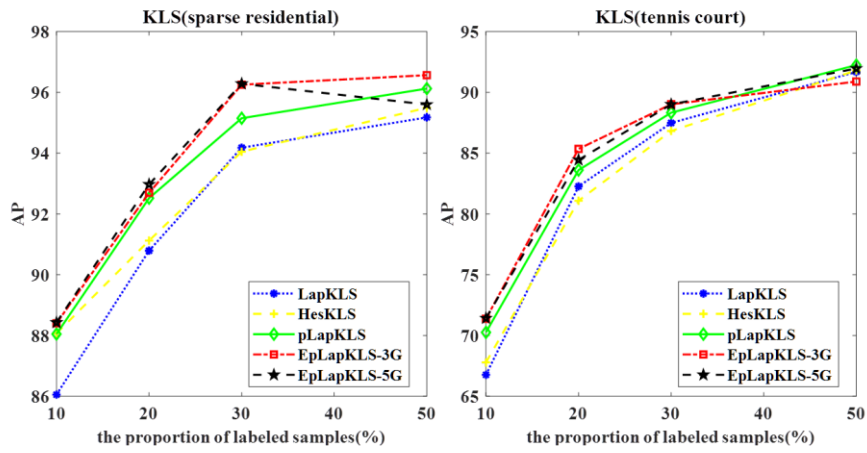 KLS(sparse residential)
98
96
94
92
90
88
86
AP
10
20
30
40
50
the proportion of labeled samples(%)
LapKLS
HesKLS
pLapKLS
EpLapKLS-3G
EpLapKLS-5G
KLS(tennis court)
95
90
85
80
75
70
65
AP
10
20
30
40
50
the proportion of labeled samples(%)
LapKLS
HesKLS
pLapKLS
EpLapKLS-3G
EpLapKLS-5G